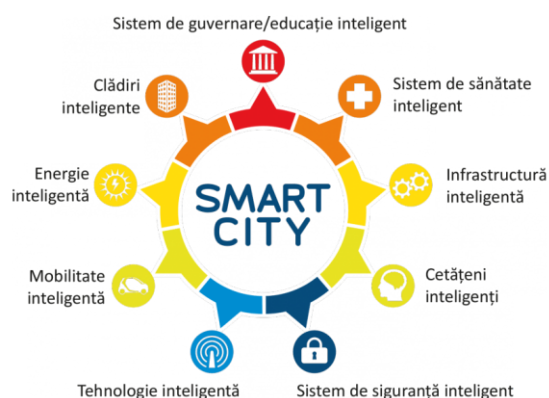 Sistem de guvernare/educație inteligent
Clădiri
inteligente
Sistem de sănătate
inteligent
Energie
inteligentă
Infrastructură
inteligentă
SMART
CITY
Mobilitate
inteligentă
Cetățeni
inteligenți
Tehnologie inteligentă
Sistem de siguranță inteligent